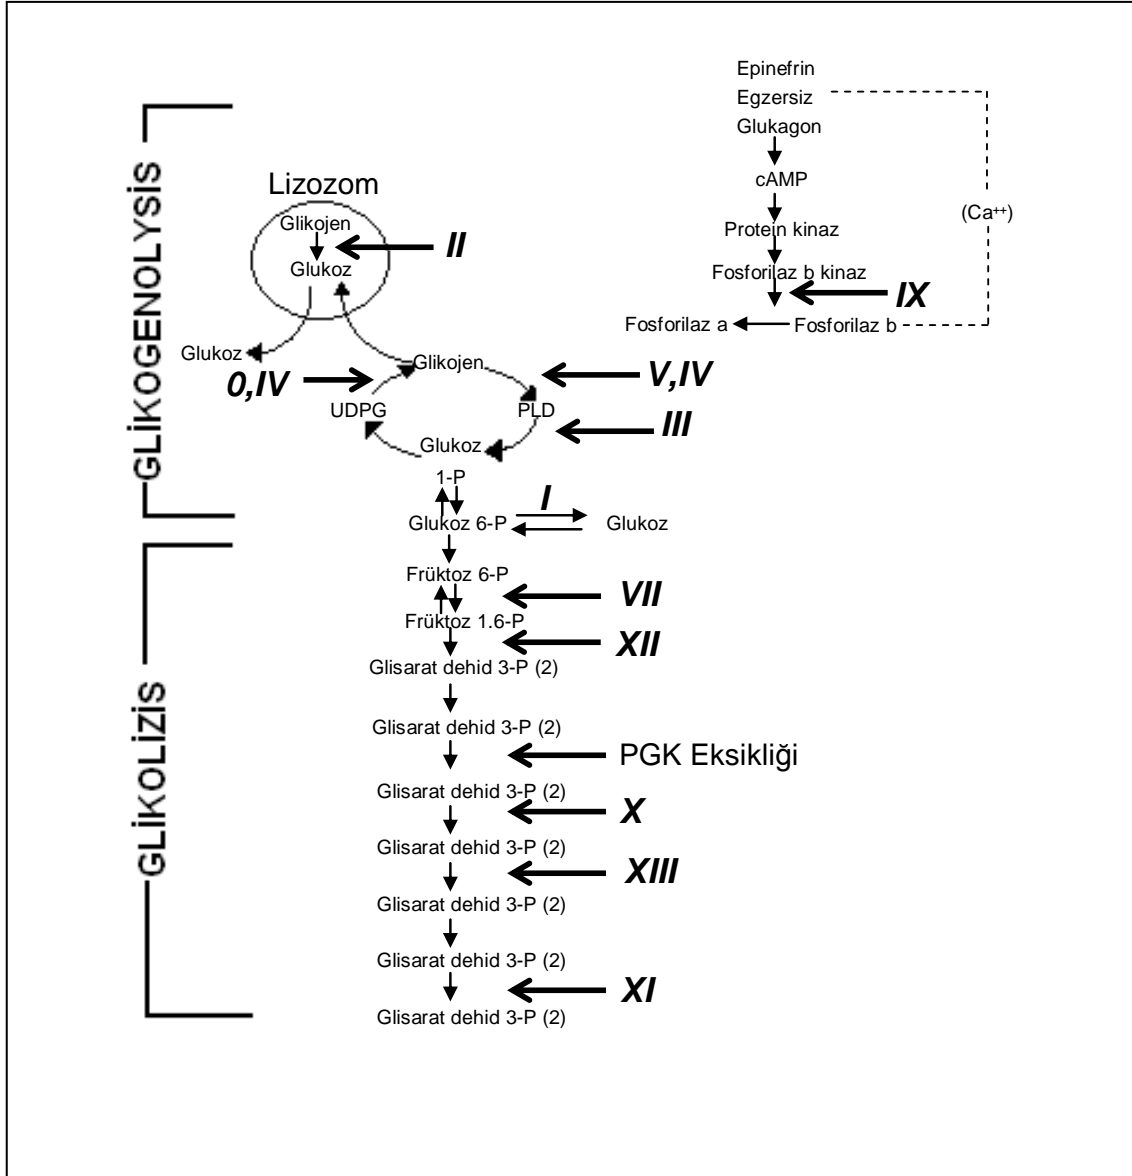 Epinefrin
Egzersiz
Glukagon
cAMP
(Ca++)
Protein kinaz
Fosforilaz b kinaz
IX
Fosforilaz a
Fosforilaz b
GLİKOGENOLYSIS
Lizozom
Glikojen
II
Glukoz
Glukoz
Glikojen
0,IV
V,IV
UDPG
PLD
III
Glukoz
1-P
I
Glukoz 6-P
Glukoz
GLİKOLİZİS
Früktoz 6-P
VII
Früktoz 1.6-P
XII
Glisarat dehid 3-P (2)
Glisarat dehid 3-P (2)
PGK Eksikliği
Glisarat dehid 3-P (2)
X
Glisarat dehid 3-P (2)
XIII
Glisarat dehid 3-P (2)
Glisarat dehid 3-P (2)
XI
Glisarat dehid 3-P (2)